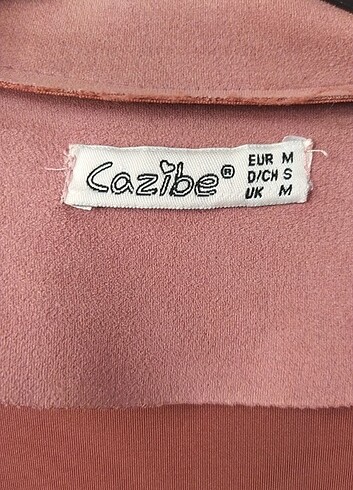 Cazibe®
EUR M
D/CH S
UK M